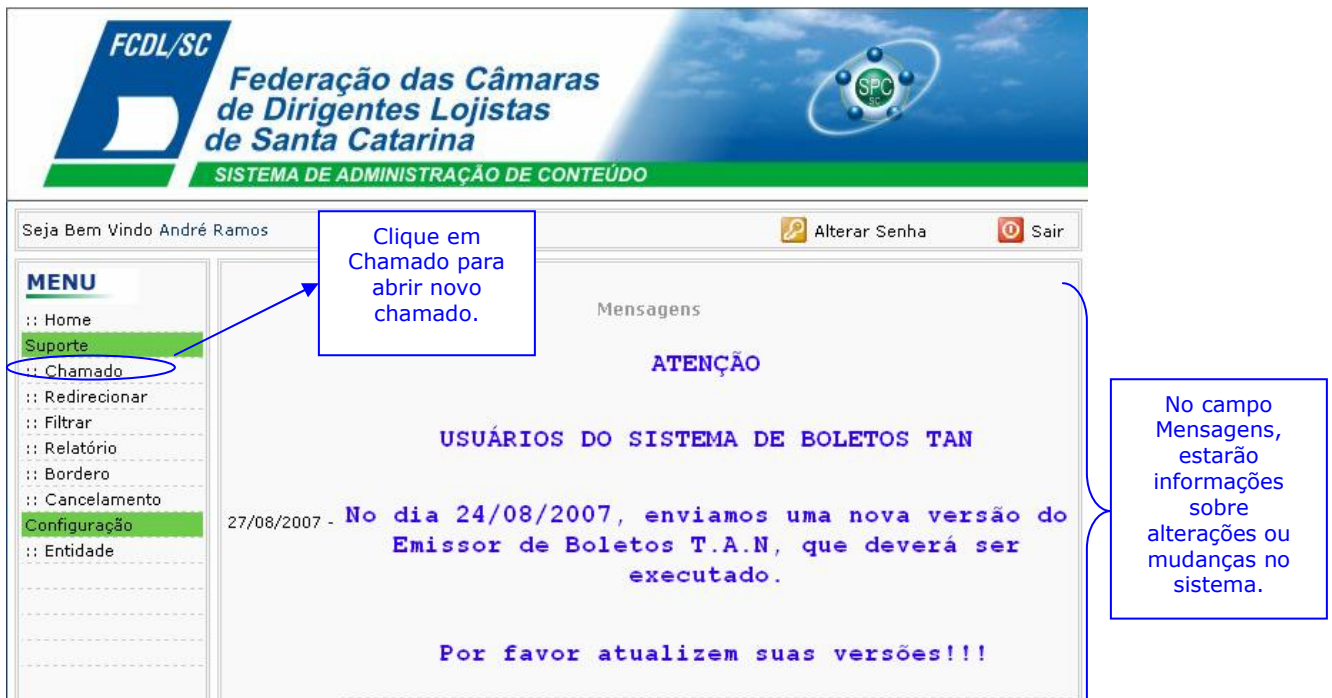 FCDL/SC
Federação das Câmaras
de Dirigentes Lojistas
de Santa Catarina
SISTEMA DE ADMINISTRAÇÃO DE CONTEÚDO
SPC
SC
Seja Bem Vindo André Ramos
Alterar Senha
Sair
Clique em
Chamado para
abrir novo
chamado.
MENU
:: Home
Suporte
:: Chamado
:: Redirecionar
:: Filtrar
:: Relatório
:: Bordero
:: Cancelamento
Configuração
:: Entidade
Mensagens
ATENÇÃO
USUÁRIOS DO SISTEMA DE BOLETOS TAN
27/08/2007 - No dia 24/08/2007, enviamos uma nova versão do
Emissor de Boletos T.A.N, que deverá ser
executado.
Por favor atualizem suas versões!!!
No campo
Mensagens,
estarão
informações
sobre
alterações ou
mudanças no
sistema.